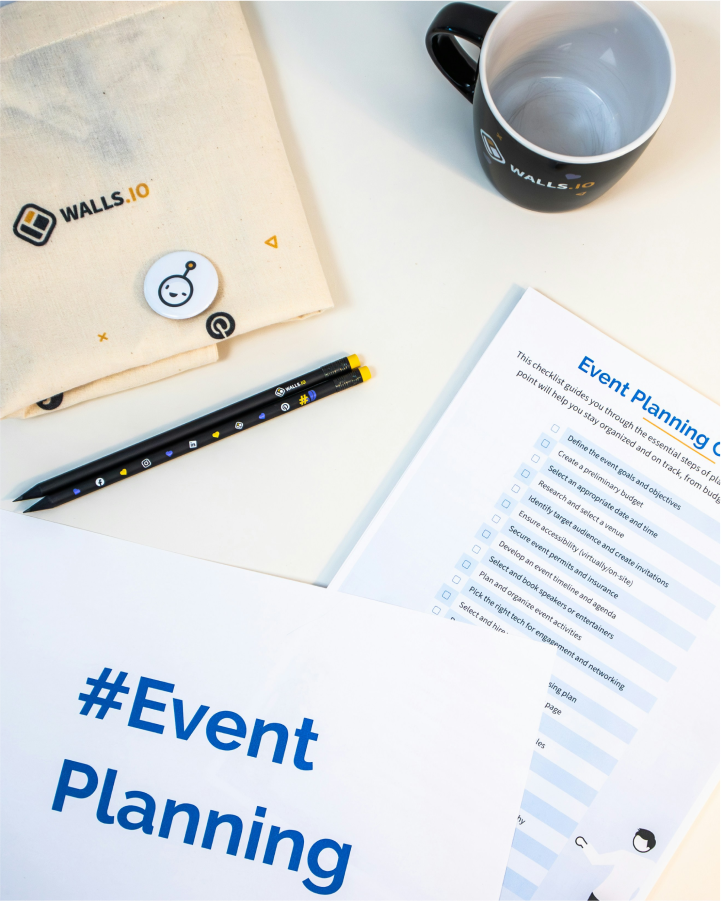 WALLS.IO
WALLS.IO
WALLS.IO
Event Planning
This checklist guides you through the essential steps of
point will help you stay organized and on track, from
Define the event goals and objectives
Create a preliminary budget
Select an appropriate date and time
Research and select a venue
Identify target audience and create invitations
Ensure accessibility (virtually/on-site)
Secure event permits and insurance
Develop an event timeline and agenda
Select and book speakers or entertainers
Plan and organize event activities
Pick the right tech for engagement and networking
Select and
plan
page
#Event
Planning